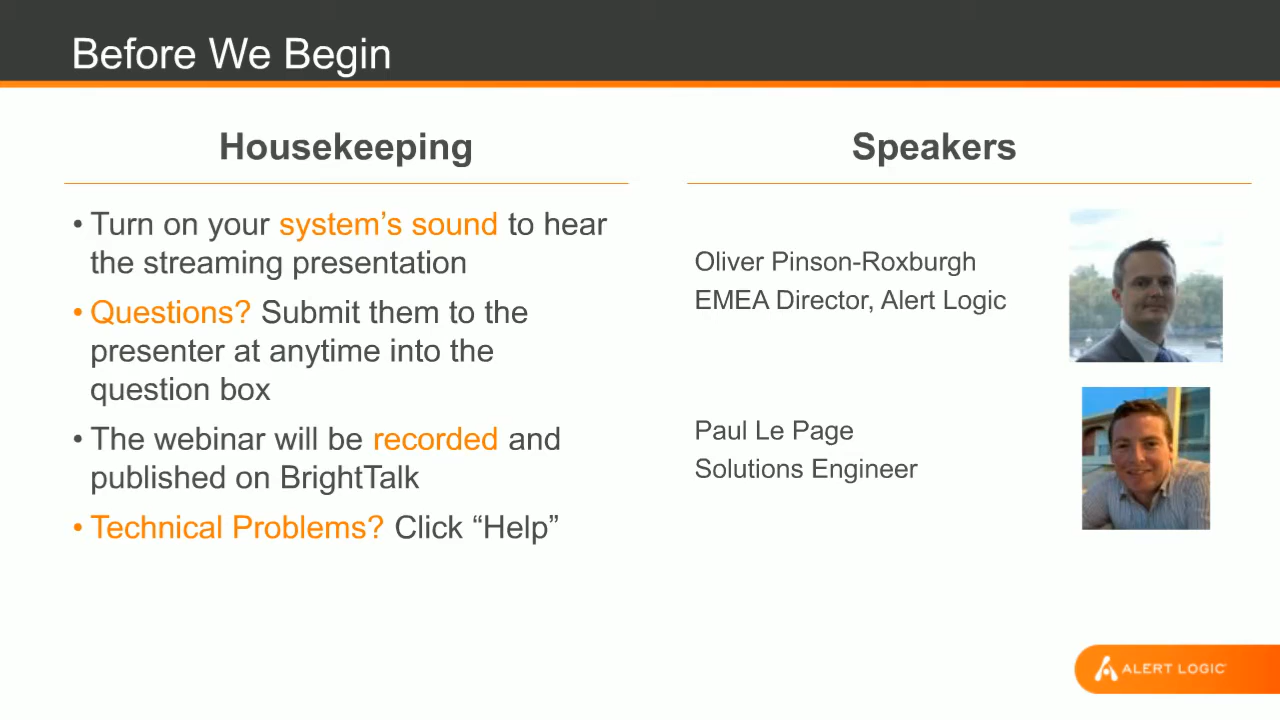 Before We Begin
Housekeeping
• Turn on your system’s sound to hear
the streaming presentation
• Questions? Submit them to the
presenter at anytime into the
question box
• The webinar will be recorded and
published on BrightTalk
• Technical Problems? Click “Help”
Speakers
Oliver Pinson-Roxburgh
EMEA Director, Alert Logic
Paul Le Page
Solutions Engineer
ALERT LOGIC